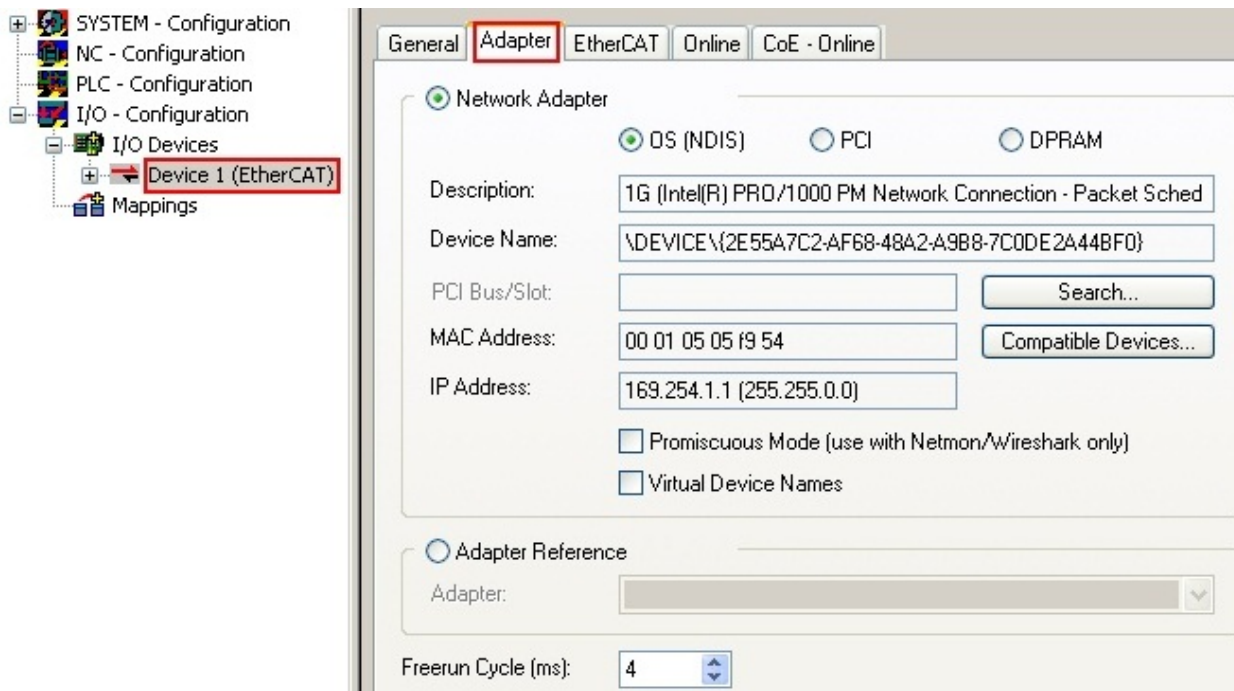 SYSTEM - Configuration
NC - Configuration
PLC - Configuration
I/O - Configuration
I/O Devices
Device 1 (EtherCAT)
Mappings
General Adapter EtherCAT Online CoE - Online
Network Adapter
OS (NDIS) PCI DPRAM
Description: 1G (Intel(R) PRO/1000 PM Network Connection - Packet Sched
Device Name: \DEVICE\{2E55A7C2-AF68-48A2-A9B8-7C0DE2A44BF0}
PCI Bus/Slot: Search...
MAC Address: 00 01 05 05 f9 54 Compatible Devices...
IP Address: 169.254.1.1 (255.255.0.0)
Promiscuous Mode (use with Netmon/Wireshark only)
Virtual Device Names
Adapter Reference
Adapter:
Freerun Cycle (ms): 4